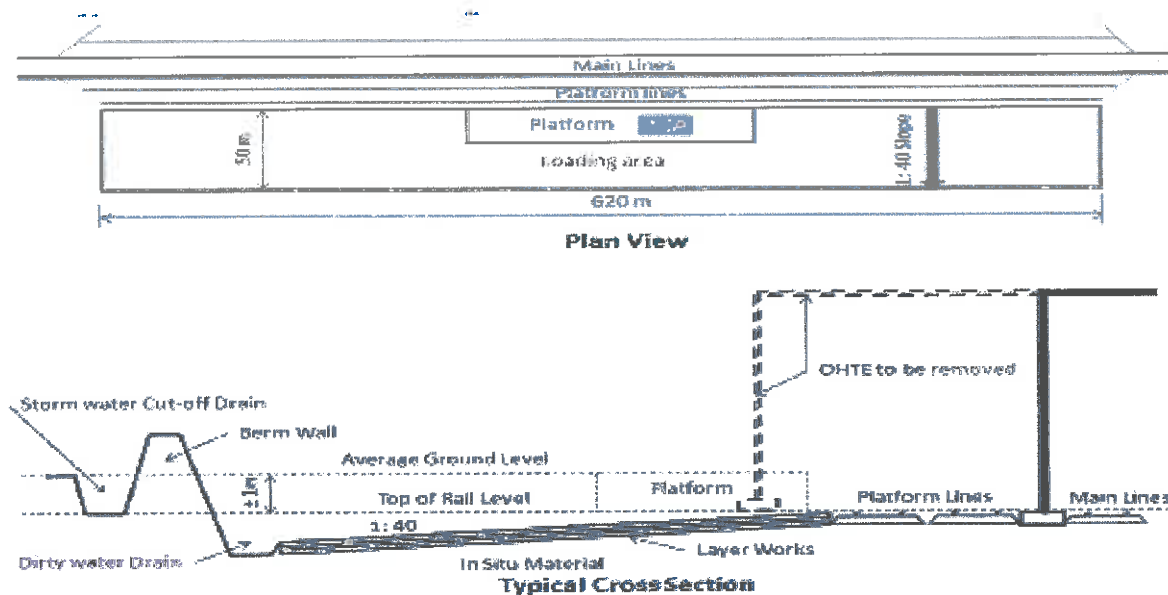 Main Lines
Platform lines
Platform
50 m
Loading area
1: 40 Slope
620 m
Plan View
OHTE to be removed
Storm water Cut-off Drain
Berm Wall
Average Ground Level
Platform
±1m
Top of Rail Level
Platform Lines
Main Lines
1: 40
Layer Works
Dirty water Drain
In Situ Material
Typical Cross Section